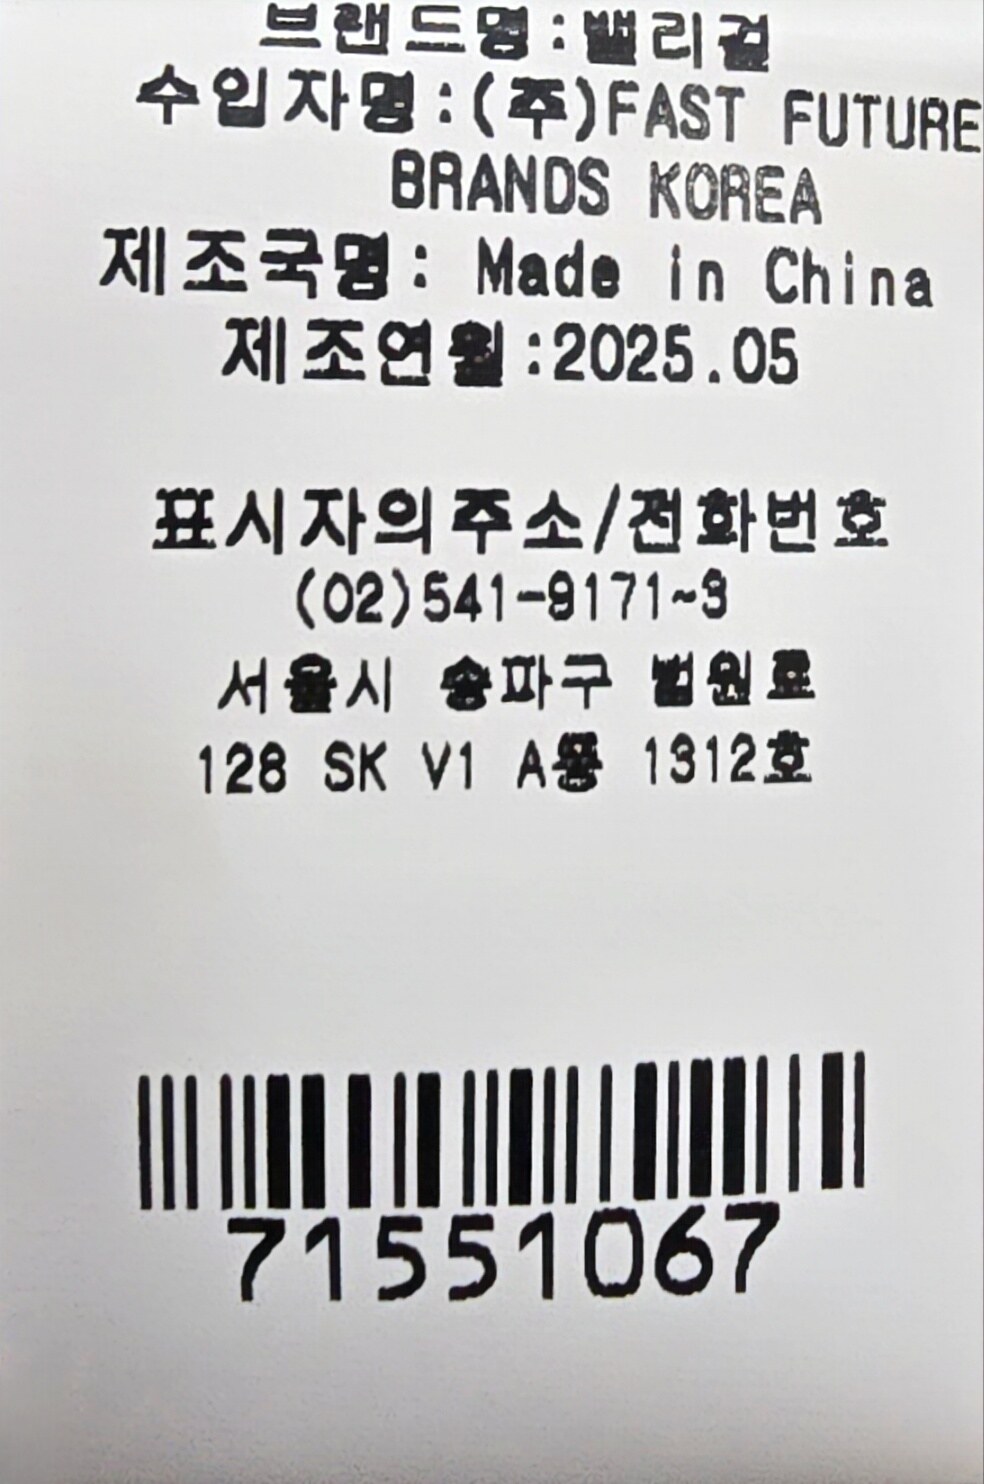 브랜드명:밸리걸
수입자명:(주)FAST FUTURE
BRANDS KOREA
제조국명: Made in China
제조연월:2025.05
표시자의주소/전화번호
(02)541-9171~3
서울시 송파구 법원로
128 SK V1 A동 1312호
71551067